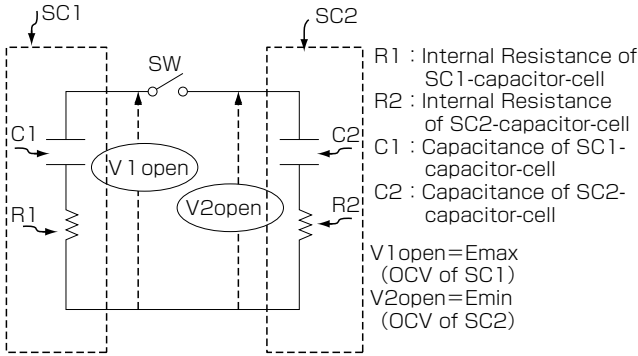 SC1
SC2
SW
C1
C2
V1open
V2open
R1
R2
R1：Internal Resistance of
SC1-capacitor-cell
R2：Internal Resistance
of SC2-capacitor-cell
C1：Capacitance of SC1-
capacitor-cell
C2：Capacitance of SC2-
capacitor-cell
V1open=Emax
(OCV of SC1)
V2open=Emin
(OCV of SC2)